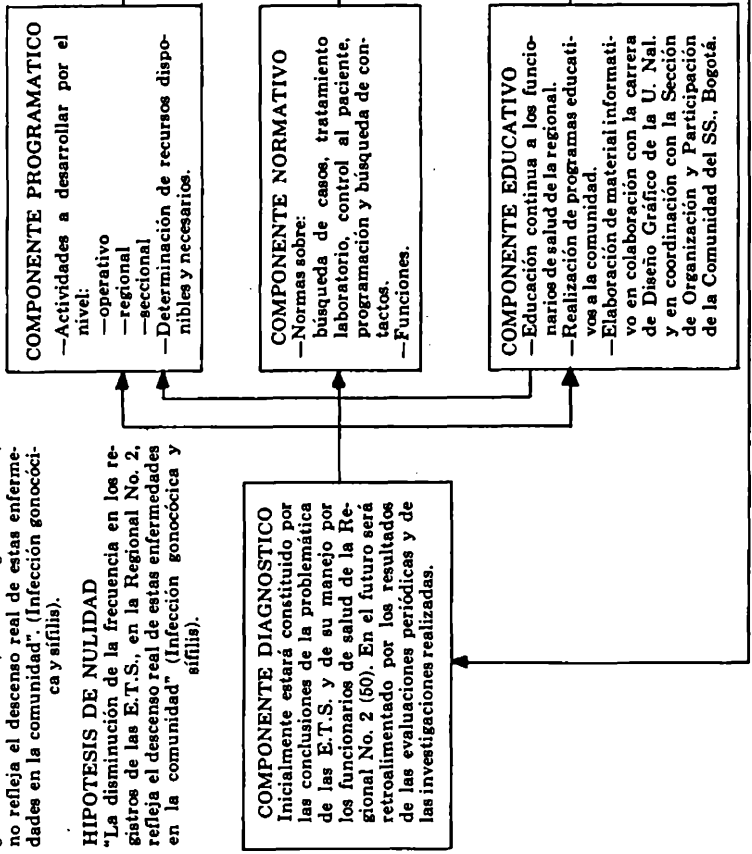 no refleja el descenso real de estas enferme-
dades en la comunidad". (Infección gonocóci-
ca y sífilis).
HIPOTESIS DE NULIDAD
"La disminución de la frecuencia en los re-
gistros de las E.T.S., en la Regional No. 2,
refleja el descenso real de estas enfermedades
en la comunidad" (Infección gonocócica y
sífilis).
COMPONENTE DIAGNOSTICO
Inicialmente estará constituido por
las conclusiones de la problemática
de las E.T.S. y de su manejo por
los funcionarios de salud de la Re-
gional No. 2 (50). En el futuro será
retroalimentado por los resultados
de las evaluaciones periódicas y de
las investigaciones realizadas.
COMPONENTE PROGRAMATICO
—Actividades a desarrollar por el
nivel:
—operativo
—regional
—seccional
—Determinación de recursos dispo-
nibles y necesarios.
COMPONENTE NORMATIVO
—Normas sobre:
búsqueda de casos, tratamiento
laboratorio, control al paciente,
programación y búsqueda de con-
tactos.
—Funciones.
COMPONENTE EDUCATIVO
—Educación continua a los funcio-
narios de salud de la regional.
—Realización de programas educati-
vos a la comunidad.
—Elaboración de material informati-
vo en colaboración con la carrera
de Diseño Gráfico de la U. Nal.
y en coordinación con la Sección
de Organización y Participación
de la Comunidad del SS., Bogotá.